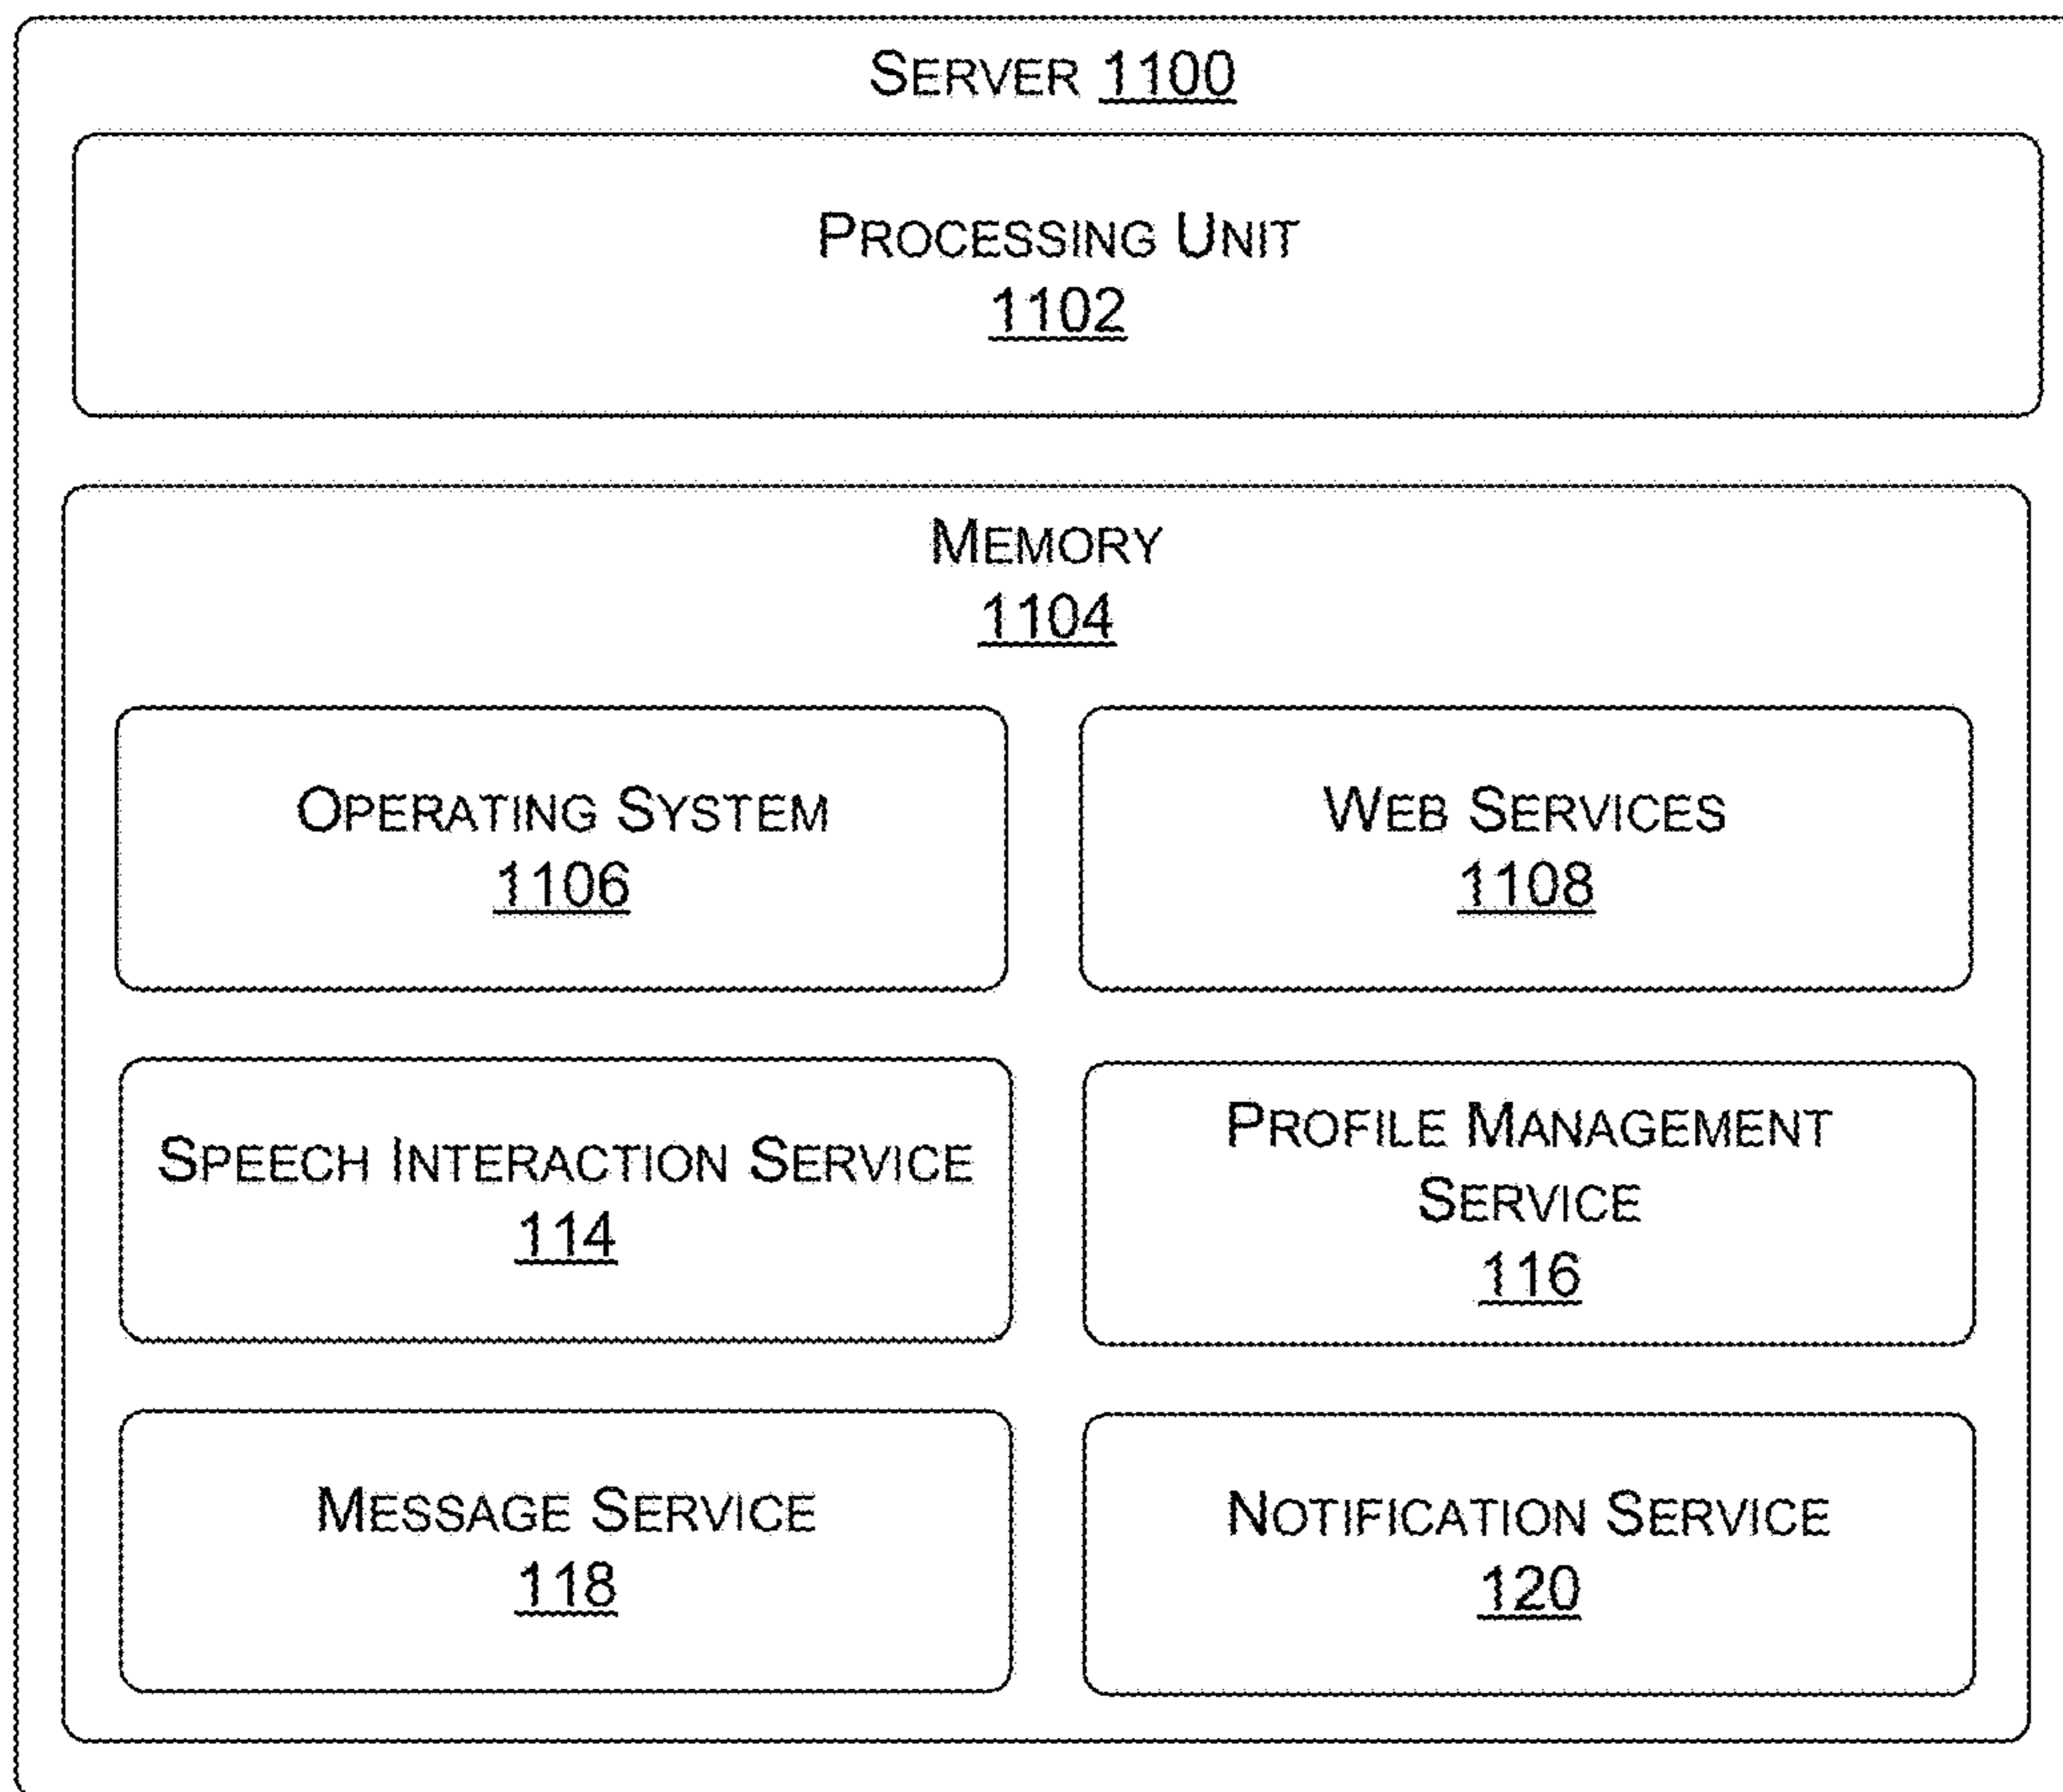 SERVER 1100
PROCESSING UNIT
1102
MEMORY
1104
OPERATING SYSTEM
1106
WEB SERVICES
1108
SPEECH INTERACTION SERVICE
114
PROFILE MANAGEMENT
SERVICE
116
MESSAGE SERVICE
118
NOTIFICATION SERVICE
120